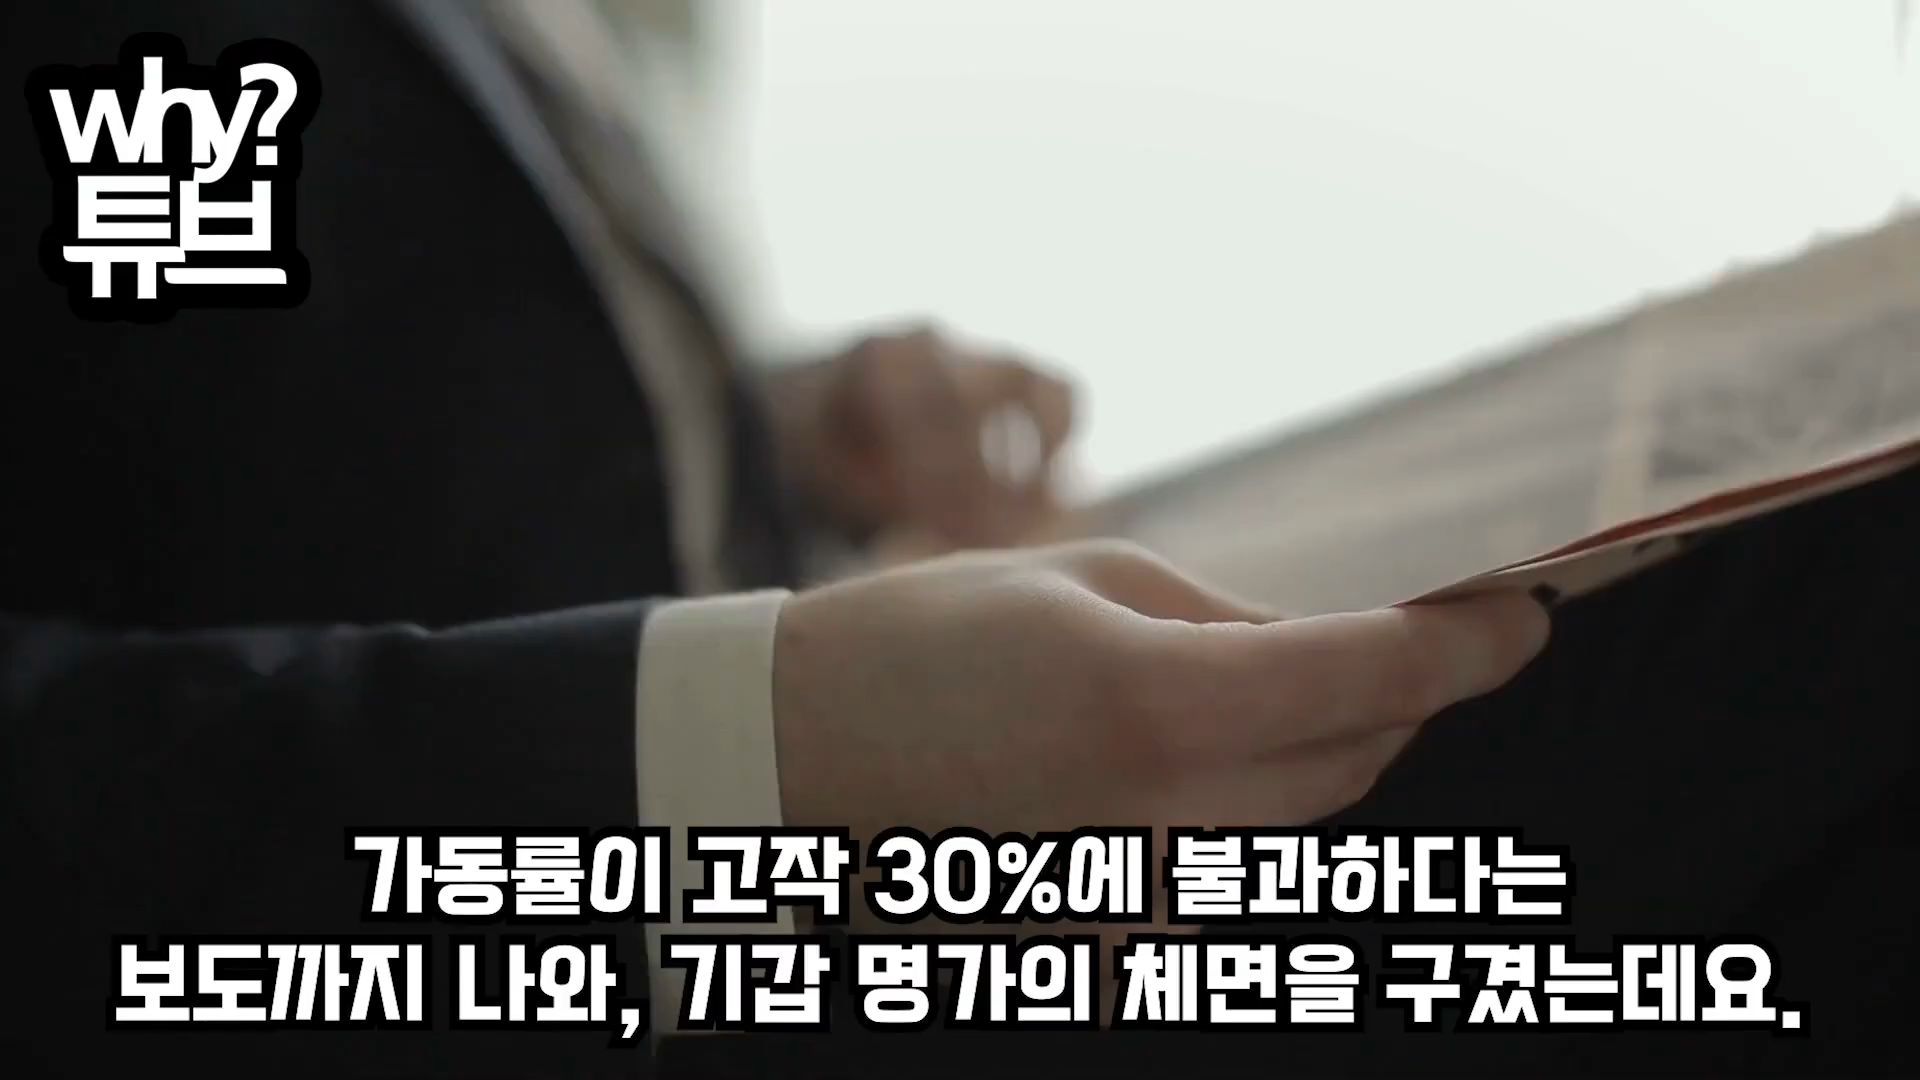 why?
튜브
가동률이 고작 30%에 불과하다는
보도까지 나와, 기갑 명가의 체면을 구겼는데요.